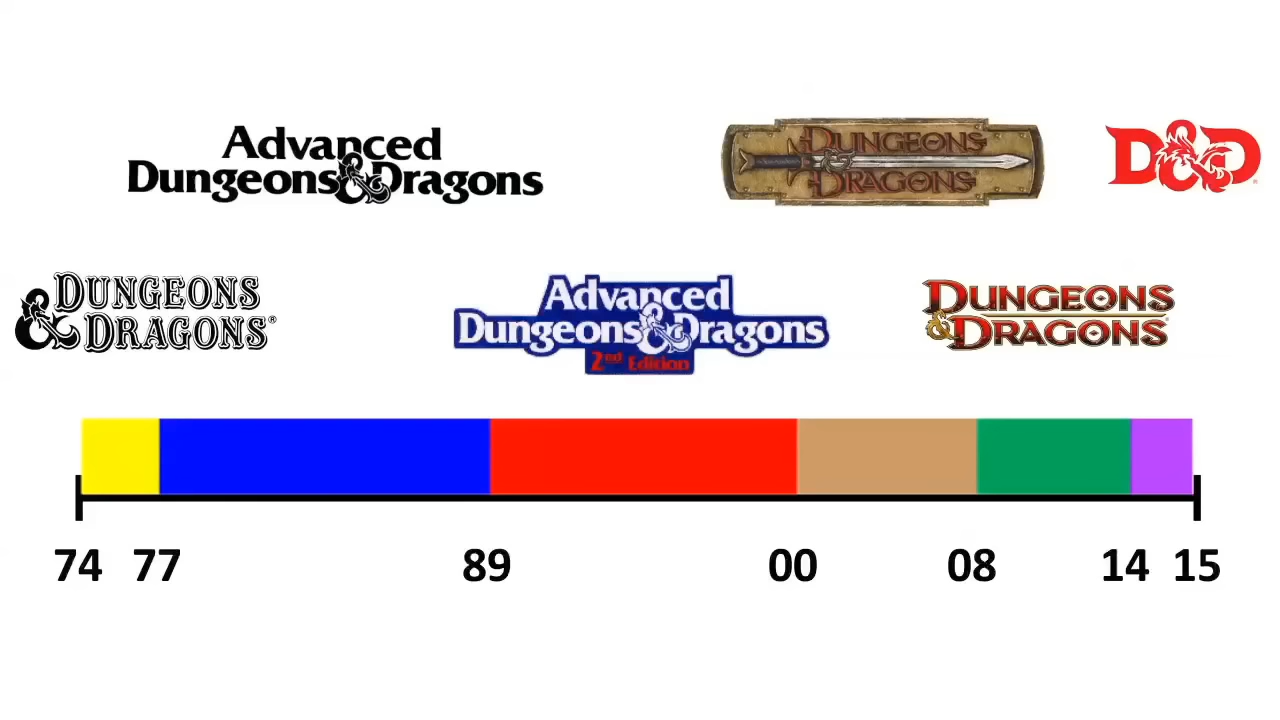 Advanced
Dungeons & Dragons
DUNGEONS
DRAGONS
D&D
DUNGEONS
& DRAGONS®
Advanced
Dungeons & Dragons
2nd Edition
DUNGEONS
& DRAGONS
74 77 89 00 08 14 15